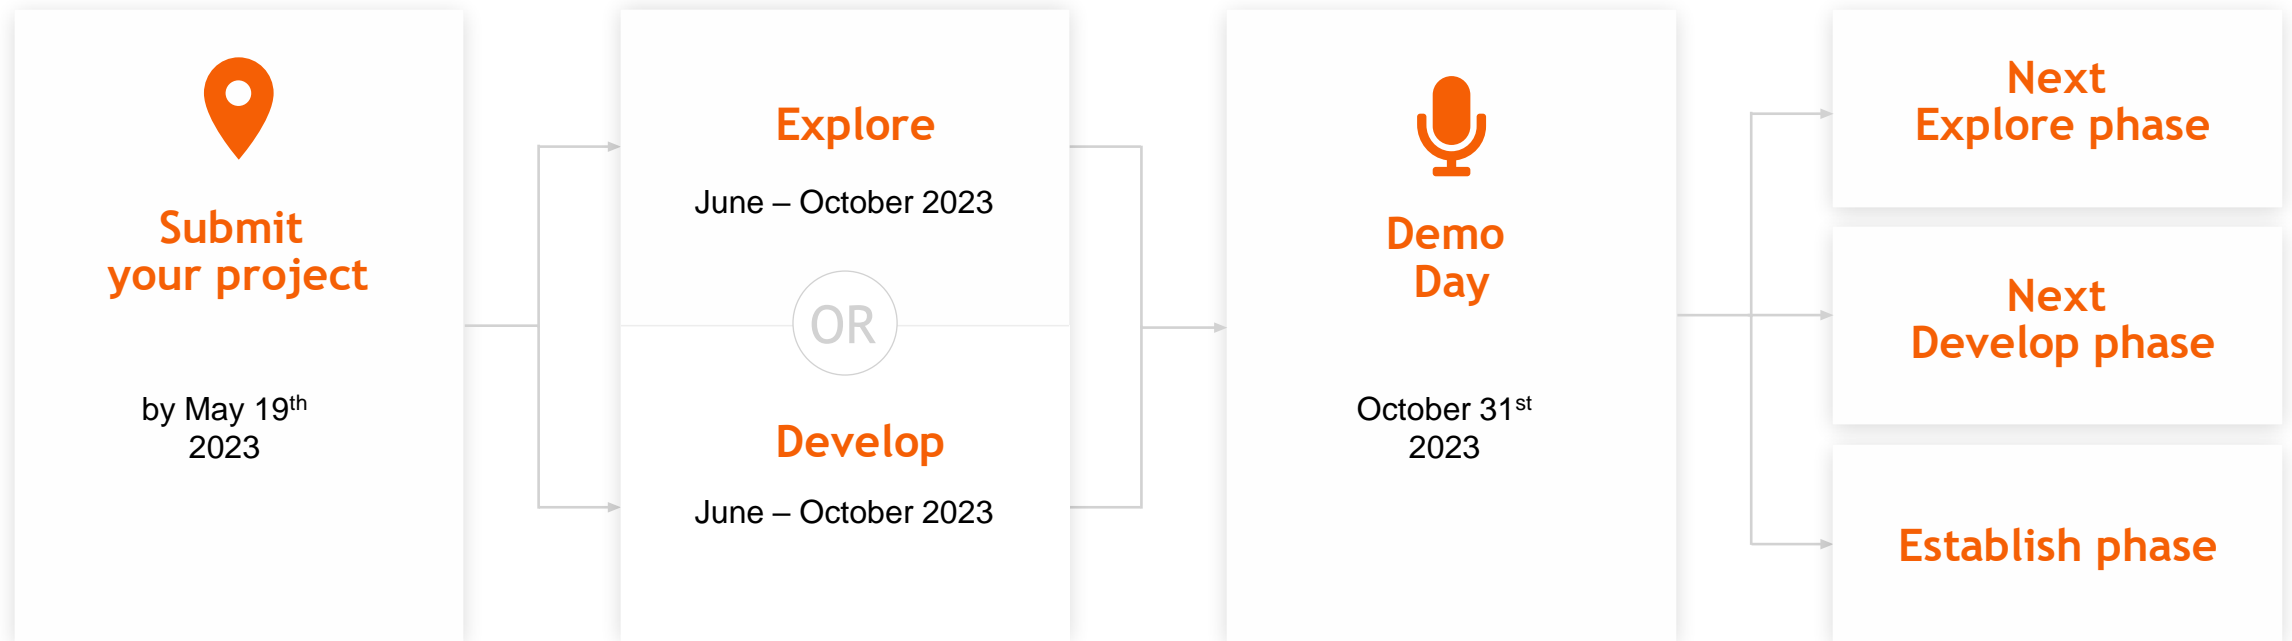 Submit
your project
by May 19th
2023
Explore
June – October 2023
OR
Develop
June – October 2023
Demo
Day
October 31st
2023
Next
Explore phase
Next
Develop phase
Establish phase